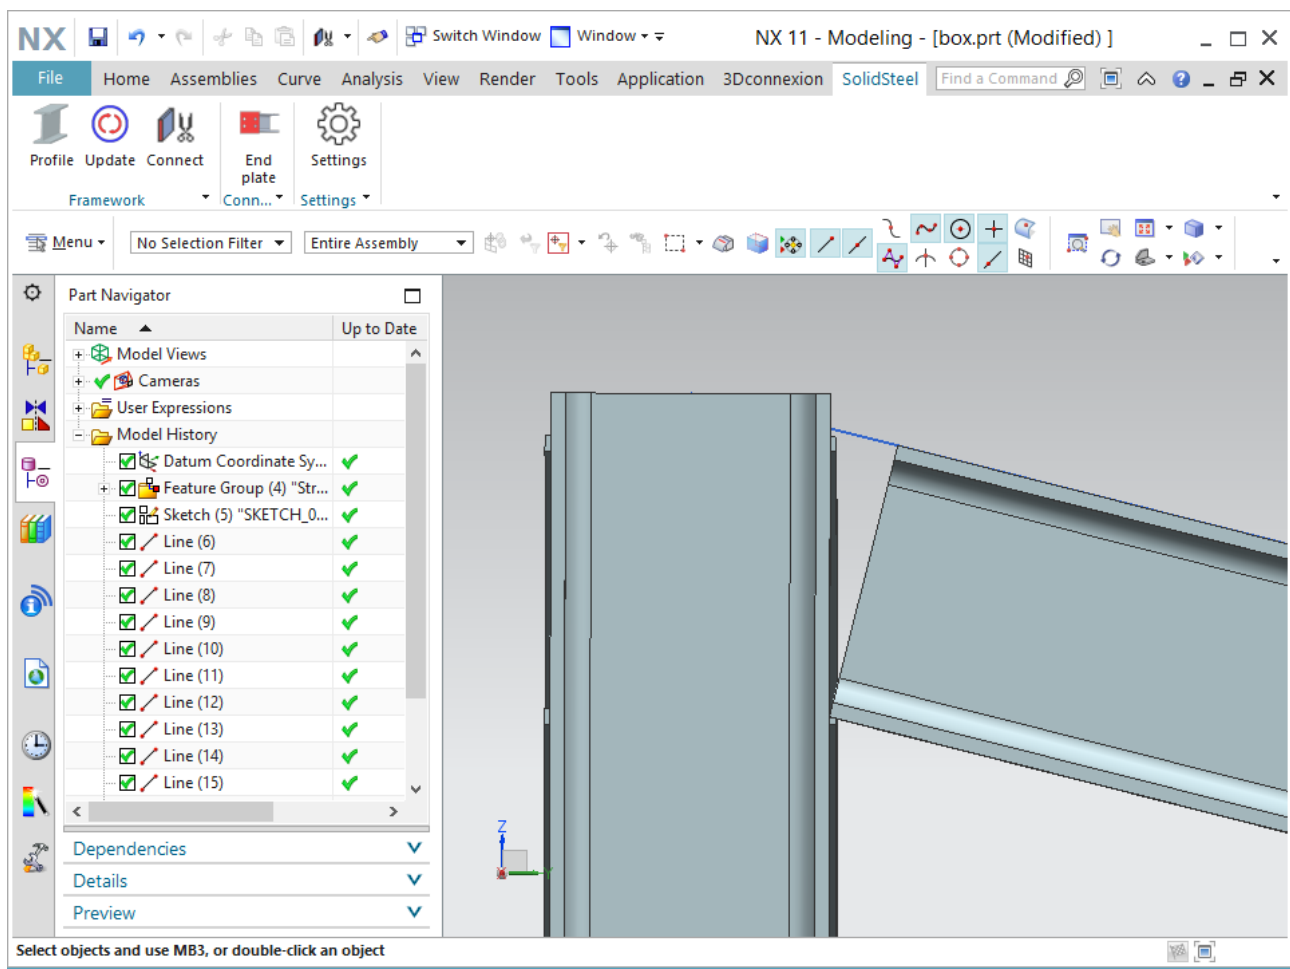 NX Switch Window Window NX 11 - Modeling - [box.prt (Modified) ]
File Home Assemblies Curve Analysis View Render Tools Application 3Dconnexion SolidSteel Find a Command
Profile Update Connect End plate Settings
Framework Conn... Settings
Menu No Selection Filter Entire Assembly
Part Navigator
Name Up to Date
Model Views
Cameras
User Expressions
Model History
Datum Coordinate Sy...
Feature Group (4) "Str...
Sketch (5) "SKETCH_0...
Line (6)
Line (7)
Line (8)
Line (9)
Line (10)
Line (11)
Line (12)
Line (13)
Line (14)
Line (15)
Z
Y
Dependencies
Details
Preview
Select objects and use MB3, or double-click an object